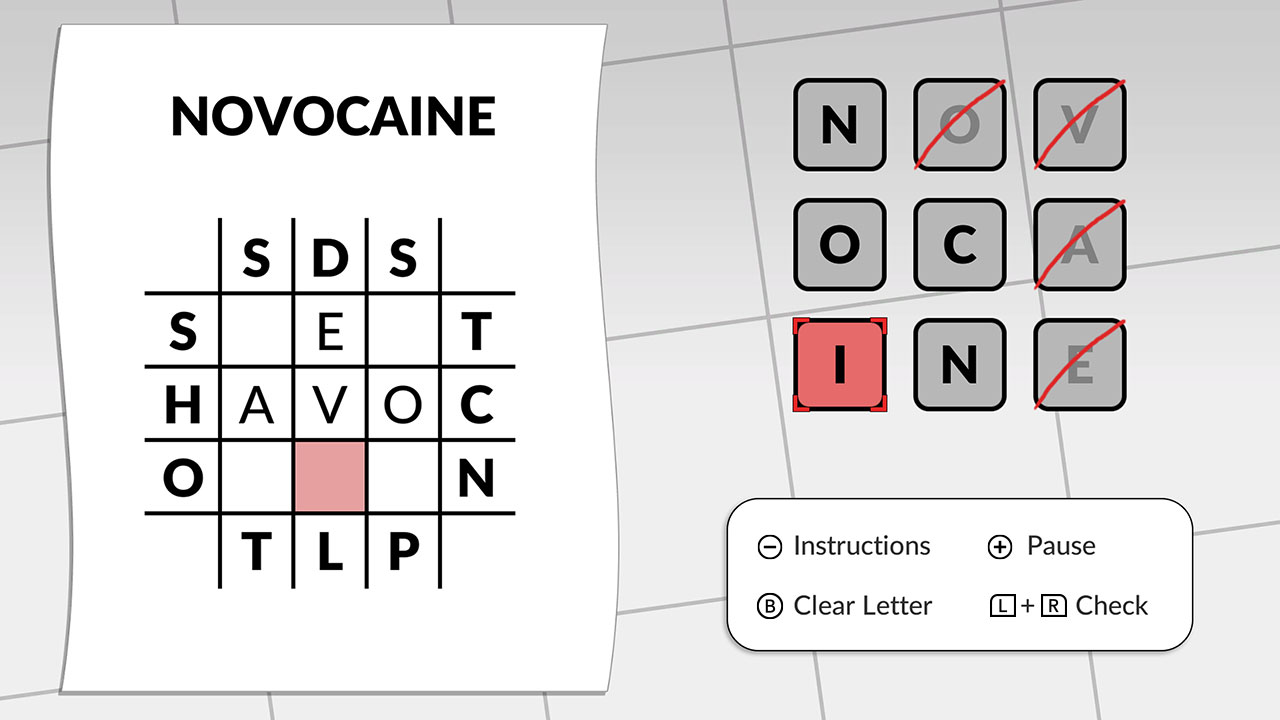 NOVOCAINE
S D S
S E T
H A V O C
O N
T L P
N O V
O C A
I N E
− Instructions + Pause
B Clear Letter L + R Check